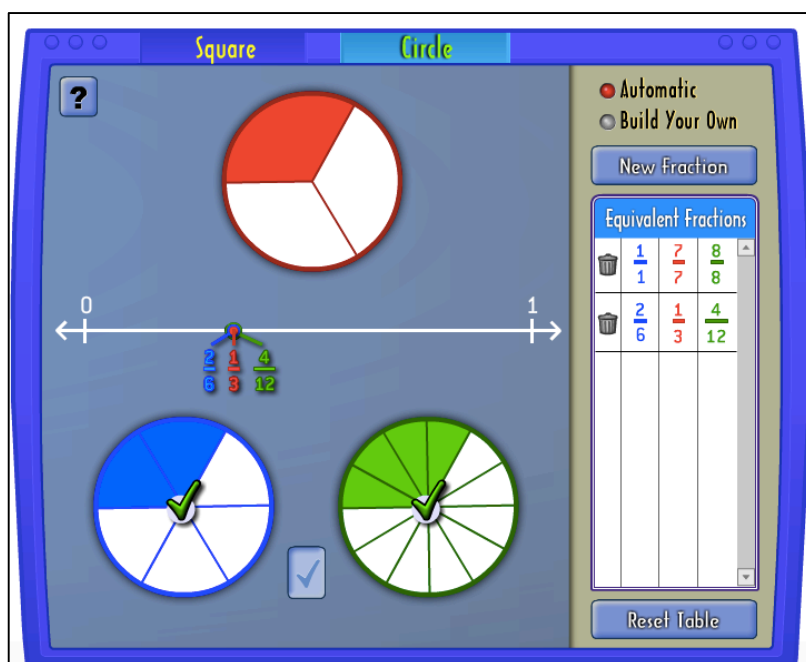 Square Circle
?
Automatic
Build Your Own
New Fraction
Equivalent Fractions
1/1 7/7 8/8
2/6 1/3 4/12
0 1
2/6 1/3 4/12
Reset Table